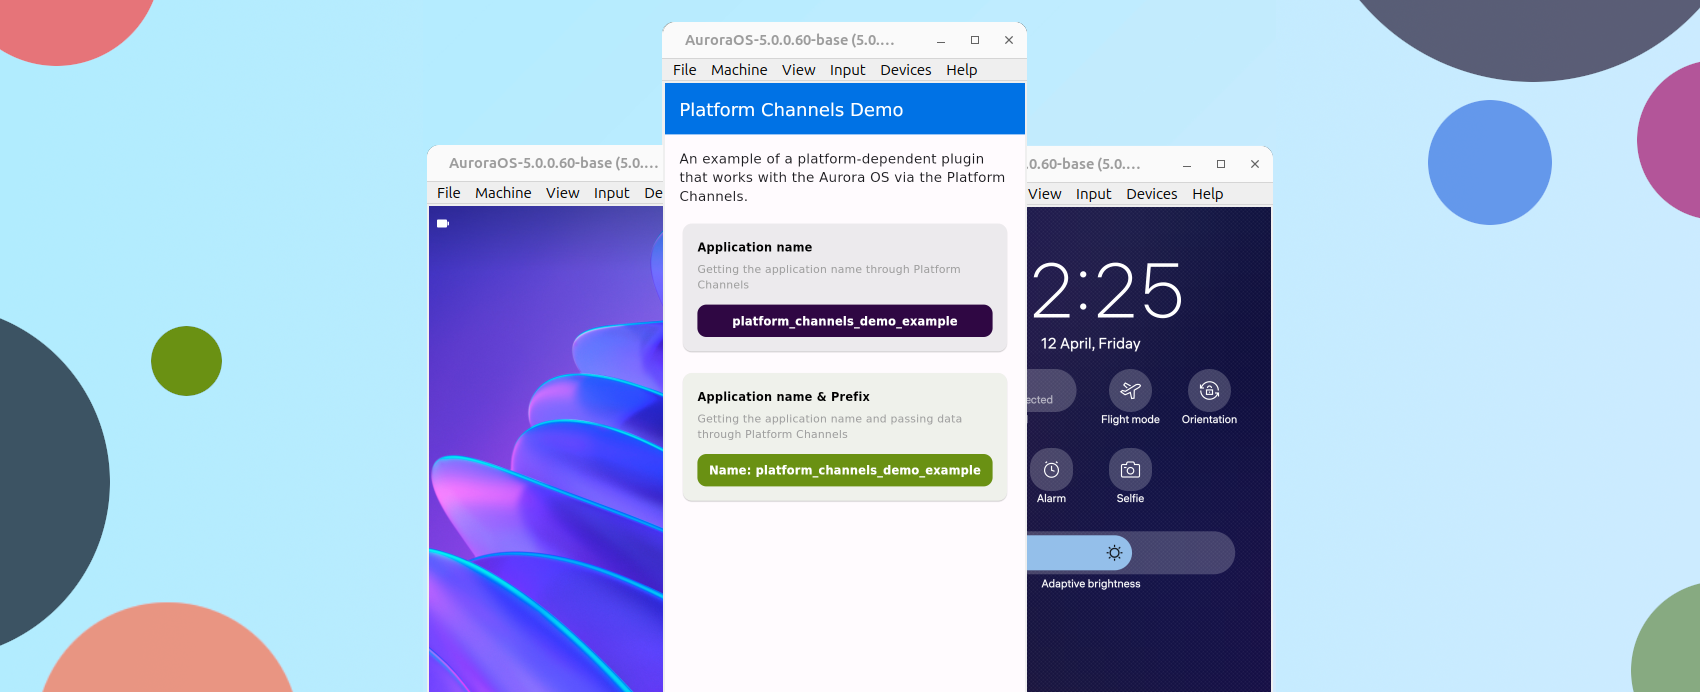 AuroraOS-5.0.0.60-base (5.0....
File Machine View Input Devices Help
Platform Channels Demo
An example of a platform-dependent plugin
that works with the Aurora OS via the Platform
Channels.
Application name
Getting the application name through Platform
Channels
platform_channels_demo_example
Application name & Prefix
Getting the application name and passing data
through Platform Channels
Name: platform_channels_demo_example
AuroraOS-5.0.0.60-base (5.0....
File Machine View Input De
.0.60-base (5.0....
View Input Devices Help
2:25
12 April, Friday
ected
Flight mode
Orientation
Alarm
Selfie
Adaptive brightness